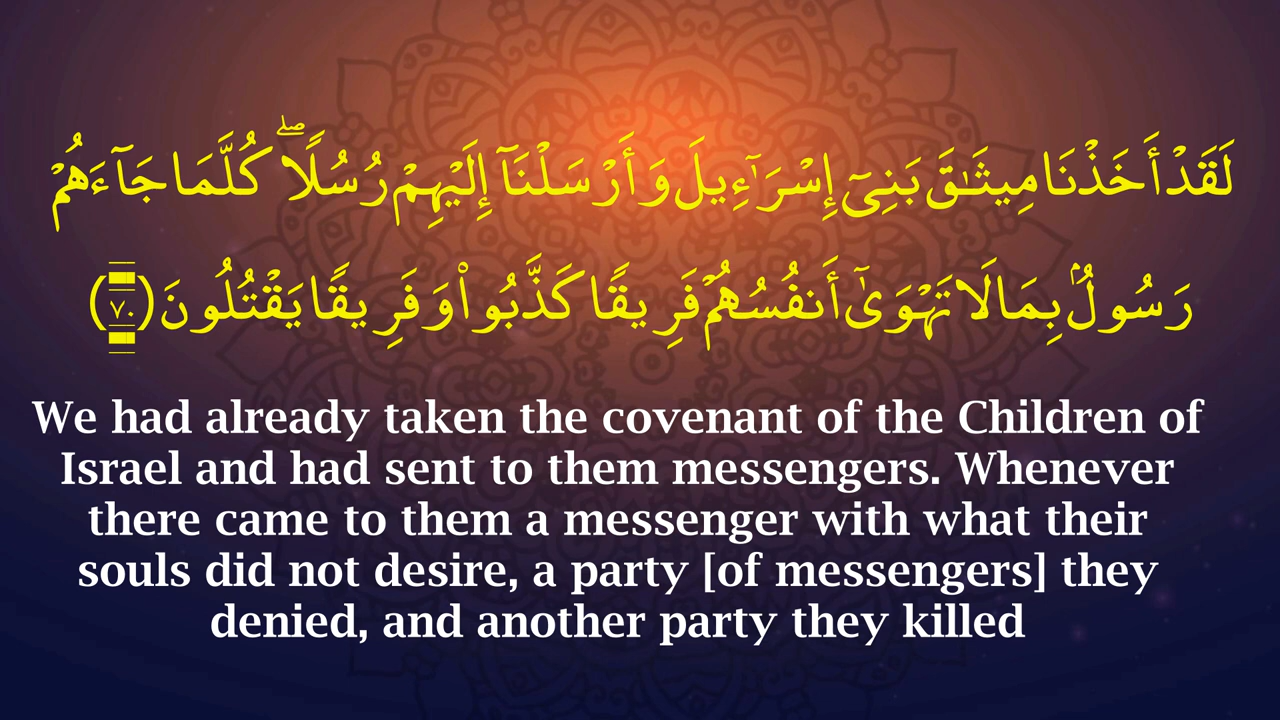 لَقَدْ أَخَذْنَا مِيثَـٰقَ بَنِىٓ إِسْرَٰٓءِيلَ وَأَرْسَلْنَآ إِلَيْهِمْ رُسُلًاۖ كُلَّمَا جَآءَهُمْ
رَسُولٌۢ بِمَا لَا تَهْوَىٰٓ أَنفُسُهُمْ فَرِيقًا كَذَّبُوا۟ وَفَرِيقًا يَقْتُلُونَ (٧٠)
We had already taken the covenant of the Children of
Israel and had sent to them messengers. Whenever
there came to them a messenger with what their
souls did not desire, a party [of messengers] they
denied, and another party they killed